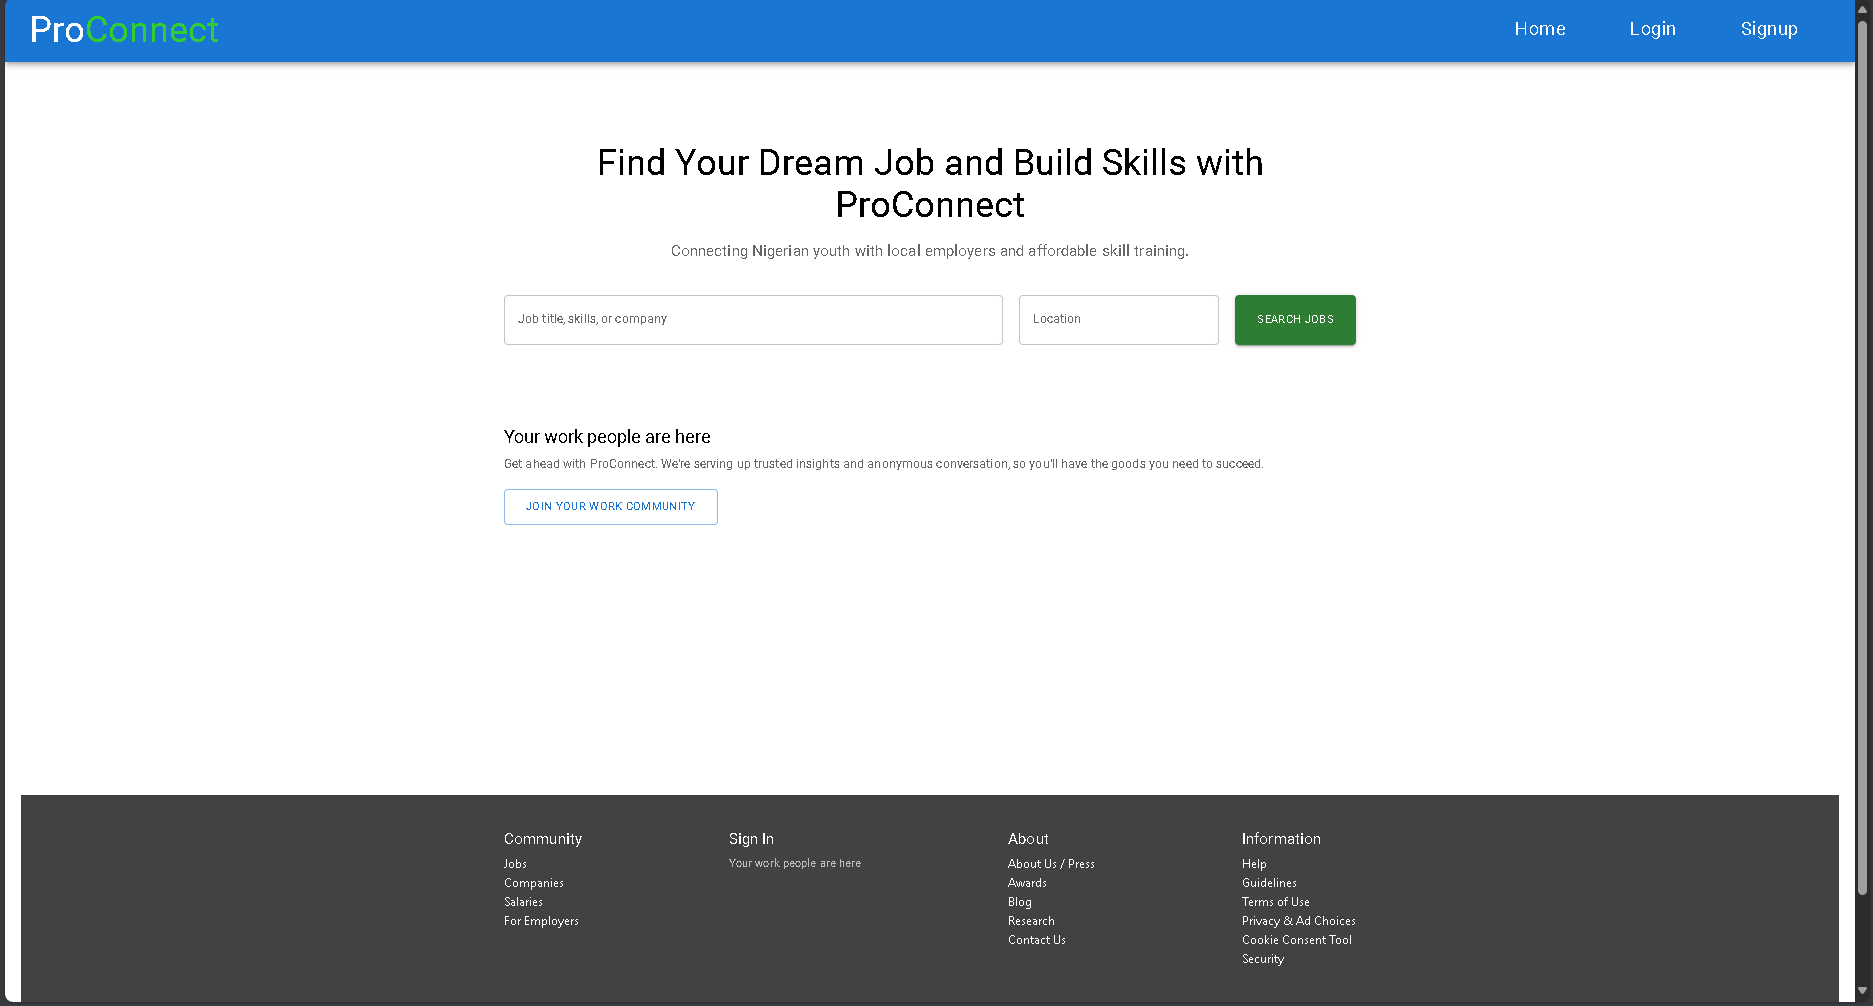 ProConnect
Home
Login
Signup
Find Your Dream Job and Build Skills with
ProConnect
Connecting Nigerian youth with local employers and affordable skill training.
Job title, skills, or company
Location
SEARCH JOBS
Your work people are here
Get ahead with ProConnect. We're serving up trusted insights and anonymous conversation, so you'll have the goods you need to succeed.
JOIN YOUR WORK COMMUNITY
Community
Jobs
Companies
Salaries
For Employers
Sign In
Your work people are here
About
About Us / Press
Awards
Blog
Research
Contact Us
Information
Help
Guidelines
Terms of Use
Privacy & Ad Choices
Cookie Consent Tool
Security